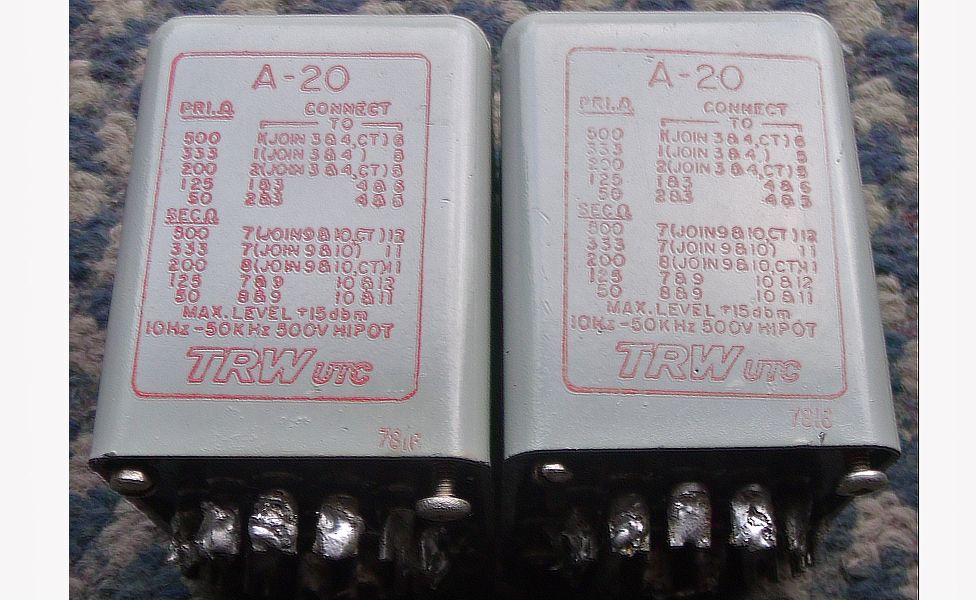 A-20
PRI.Ω CONNECT
TO
500 1(JOIN 3&4,CT)6
333 1(JOIN 3&4) 5
200 2(JOIN 3&4,CT)5
125 1&3 4&6
50 2&3 4&5
SEC.Ω
500 7(JOIN 9&10,CT)12
333 7(JOIN 9&10) 11
200 8(JOIN 9&10,CT)11
125 7&9 10&12
50 8&9 10&11
MAX. LEVEL +15dbm
10Hz-50KHz 500V HIPOT
TRW UTC
A-20
PRI.Ω CONNECT
TO
500 1(JOIN 3&4,CT)6
333 1(JOIN 3&4,) 5
200 2(JOIN 3&4,CT)5
125 1&3 4&6
50 2&3 4&5
SEC.Ω
500 7(JOIN 9&10,CT)12
333 7(JOIN 9&10) 11
200 8(JOIN 9&10,CT)11
125 7&9 10&12
50 8&9 10&11
MAX. LEVEL +15dbm
10Hz-50KHz 500V HIPOT
TRW UTC
7818